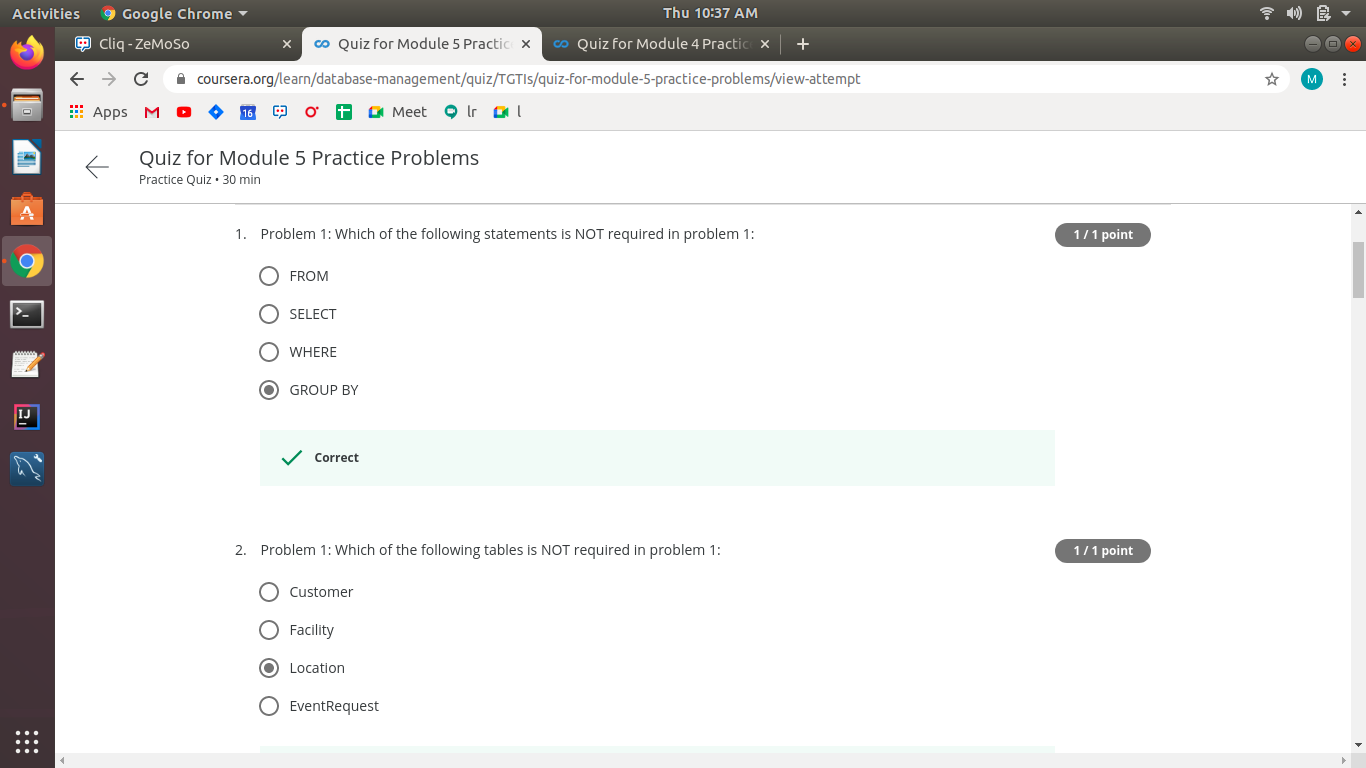 Activities Google Chrome Thu 10:37 AM
Cliq - ZeMoSo Quiz for Module 5 Practic Quiz for Module 4 Practic
coursera.org/learn/database-management/quiz/TGTIs/quiz-for-module-5-practice-problems/view-attempt M
Apps 16 Meet lr l
Quiz for Module 5 Practice Problems
Practice Quiz • 30 min
1. Problem 1: Which of the following statements is NOT required in problem 1: 1 / 1 point
FROM
SELECT
WHERE
GROUP BY
Correct
2. Problem 1: Which of the following tables is NOT required in problem 1: 1 / 1 point
Customer
Facility
Location
EventRequest
IJ